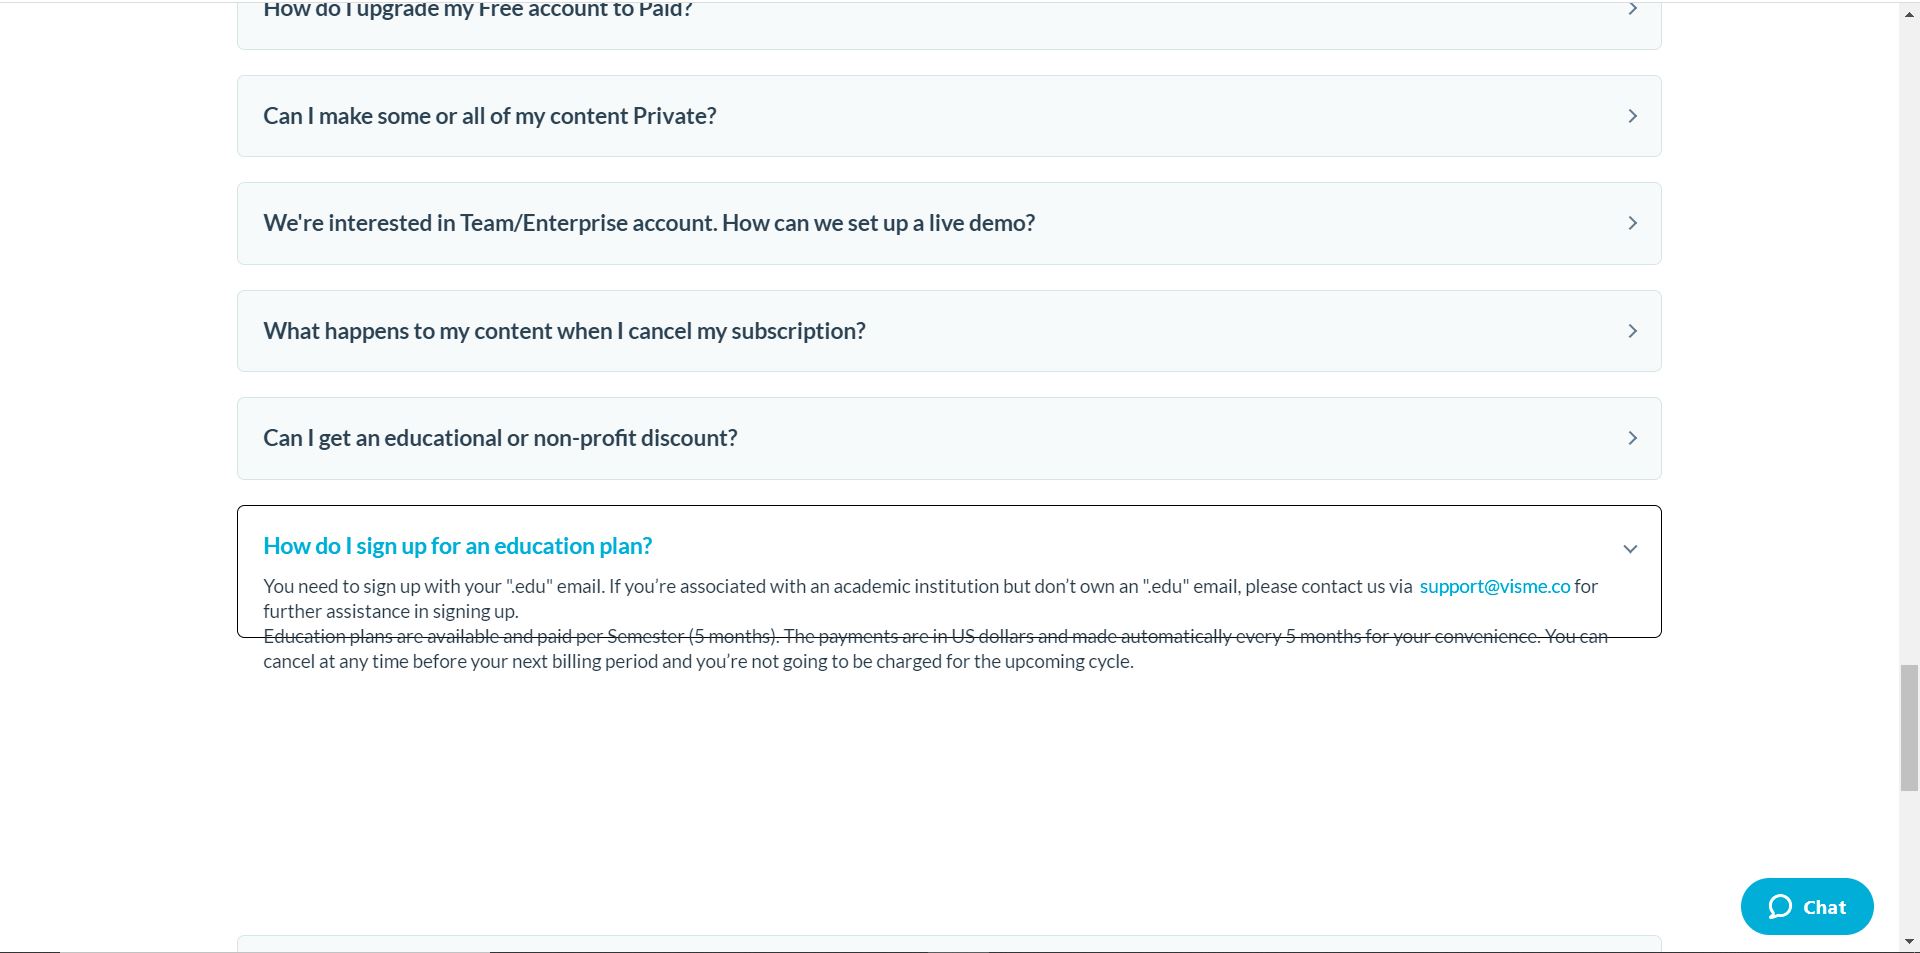 How do I upgrade my Free account to Paid?
Can I make some or all of my content Private?
We're interested in Team/Enterprise account. How can we set up a live demo?
What happens to my content when I cancel my subscription?
Can I get an educational or non-profit discount?
How do I sign up for an education plan?
You need to sign up with your ".edu" email. If you’re associated with an academic institution but don’t own an ".edu" email, please contact us via support@visme.co for
further assistance in signing up.
Education plans are available and paid per Semester (5 months). The payments are in US dollars and made automatically every 5 months for your convenience. You can
cancel at any time before your next billing period and you’re not going to be charged for the upcoming cycle.
Chat